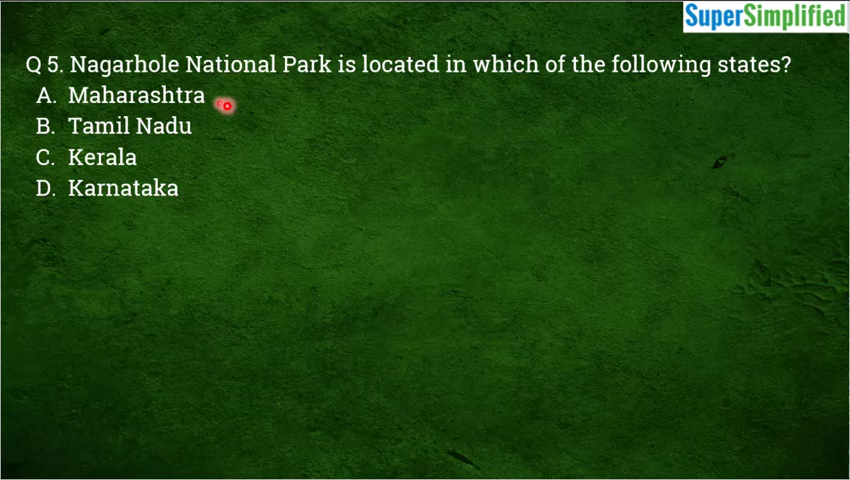 SuperSimplified
Q 5. Nagarhole National Park is located in which of the following states?
A. Maharashtra
B. Tamil Nadu
C. Kerala
D. Karnataka